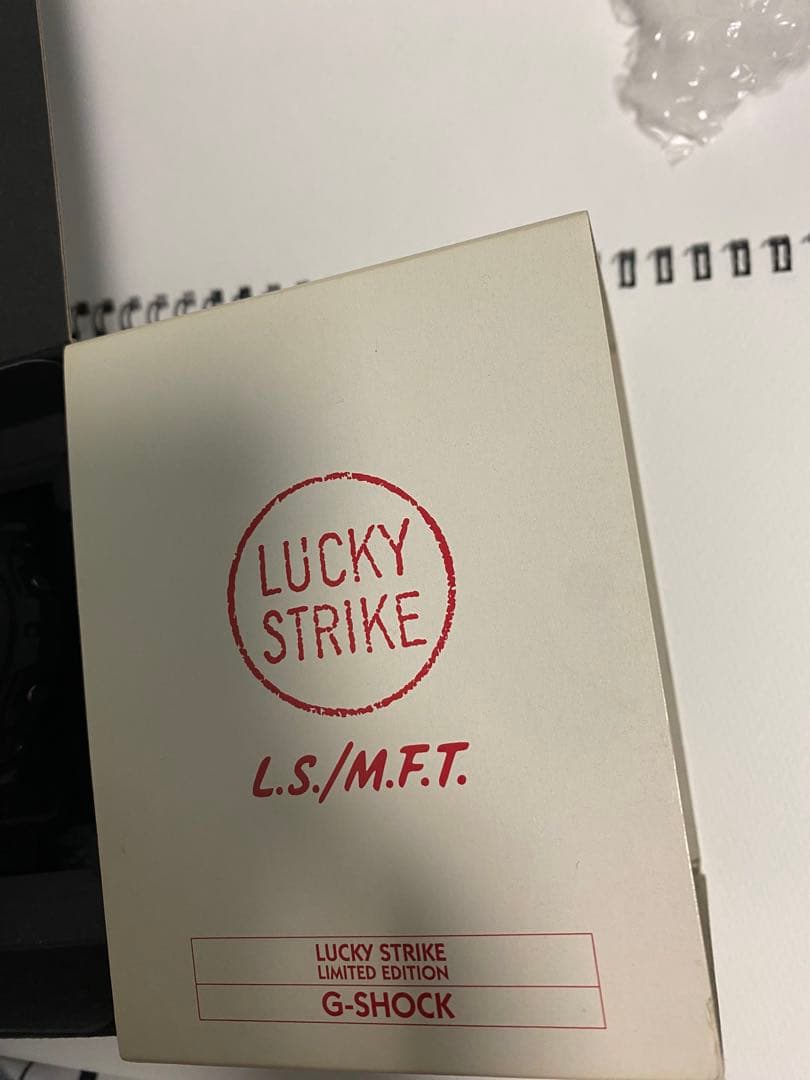 LUCKY
STRIKE
L.S./M.F.T.
LUCKY STRIKE
LIMITED EDITION
G-SHOCK